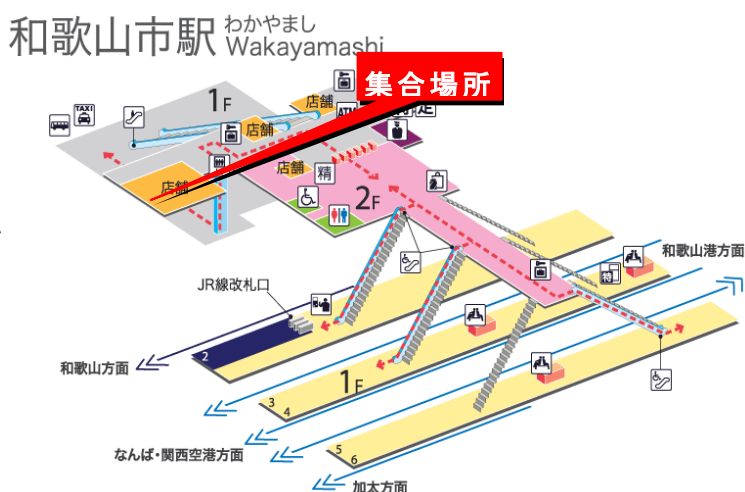 和歌山市駅
わかやまし
Wakayamashi
集合場所
1F
TAXI
店舗
ATM
店舗
店舗
精
店舗
2F
和歌山港方面
JR線改札口
2
和歌山方面
1F
3
4
なんば・関西空港方面
5
6
加太方面